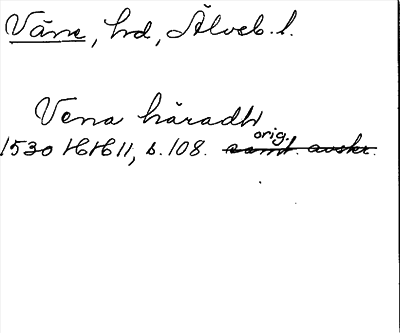 Väne, hd, Älvsb. l.
Vena häradh
orig.
1530 HH 11, s. 108. samt. avskr.